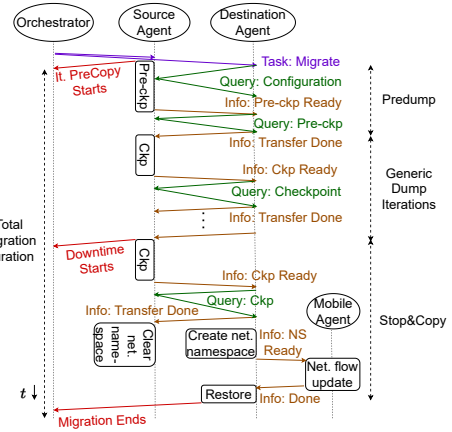 Orchestrator
Source
Agent
Destination
Agent
Task: Migrate
It. PreCopy
Starts
Pre-ckp
Query: Configuration
Info: Pre-ckp Ready
Predump
Query: Pre-ckp
Info: Transfer Done
Ckp
Info: Ckp Ready
Generic
Dump
Iterations
Query: Checkpoint
Info: Transfer Done
Downtime
Starts
Ckp
Info: Ckp Ready
Query: Ckp
Mobile
Agent
Info: Transfer Done
Stop&Copy
Clear
net.
name-
space
Create net.
namespace
Info: NS
Ready
Net. flow
update
t
Restore
Info: Done
Migration Ends